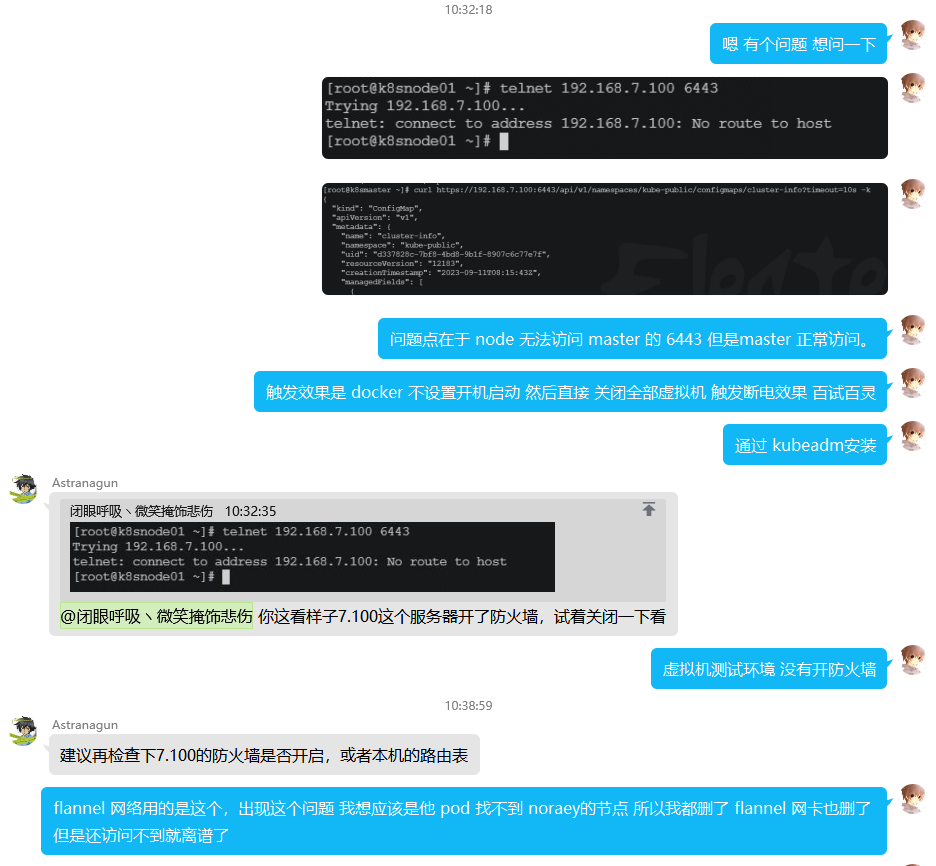 10:32:18
嗯 有个问题 想问一下
[root@k8snode01 ~]# telnet 192.168.7.100 6443
Trying 192.168.7.100...
telnet: connect to address 192.168.7.100: No route to host
[root@k8snode01 ~]#
[root@k8smaster ~]# curl https://192.168.7.100:6443/api/v1/namespaces/kube-public/configmaps/cluster-info?timeout=10s -k
{
"kind": "ConfigMap",
"apiVersion": "v1",
"metadata": {
"name": "cluster-info",
"namespace": "kube-public",
"uid": "d337828c-7bf8-4bd8-9b1f-8907c6c77e7f",
"resourceVersion": "12183",
"creationTimestamp": "2023-09-11T08:15:43Z",
"managedFields": [
{
问题点在于 node 无法访问 master 的 6443 但是master 正常访问。
触发效果是 docker 不设置开机启动 然后直接 关闭全部虚拟机 触发断电效果 百试百灵
通过 kubeadm安装
Astranagun
闭眼呼吸丶微笑掩饰悲伤 10:32:35
[root@k8snode01 ~]# telnet 192.168.7.100 6443
Trying 192.168.7.100...
telnet: connect to address 192.168.7.100: No route to host
[root@k8snode01 ~]#
@闭眼呼吸丶微笑掩饰悲伤 你这看样子7.100这个服务器开了防火墙，试着关闭一下看
虚拟机测试环境 没有开防火墙
10:38:59
Astranagun
建议再检查下7.100的防火墙是否开启，或者本机的路由表
flannel 网络用的是这个，出现这个问题 我想应该是他 pod 找不到 noraey的节点 所以我都删了 flannel 网卡也删了
但是还访问不到就离谱了